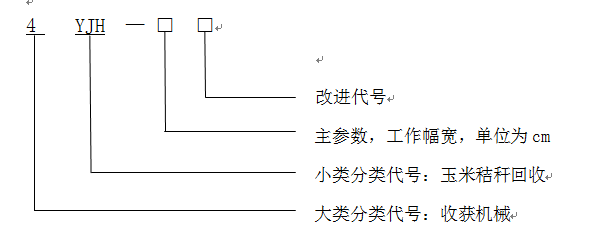 4 YJH — □ □
改进代号
主参数，工作幅宽，单位为 cm
小类分类代号：玉米秸秆回收
大类分类代号：收获机械